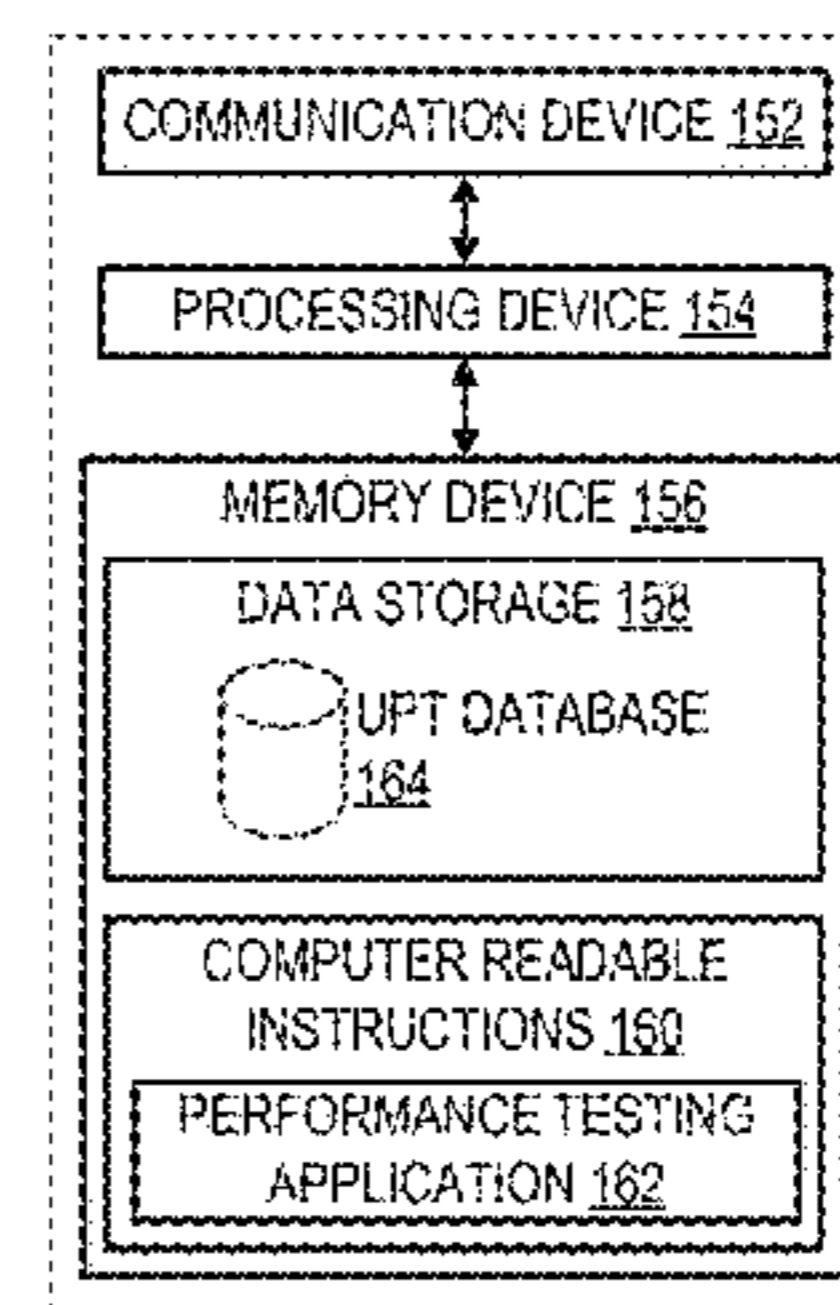 COMMUNICATION DEVICE 152
PROCESSING DEVICE 154
MEMORY DEVICE 156
DATA STORAGE 158
UPT DATABASE
164
COMPUTER READABLE
INSTRUCTIONS 160
PERFORMANCE TESTING
APPLICATION 162